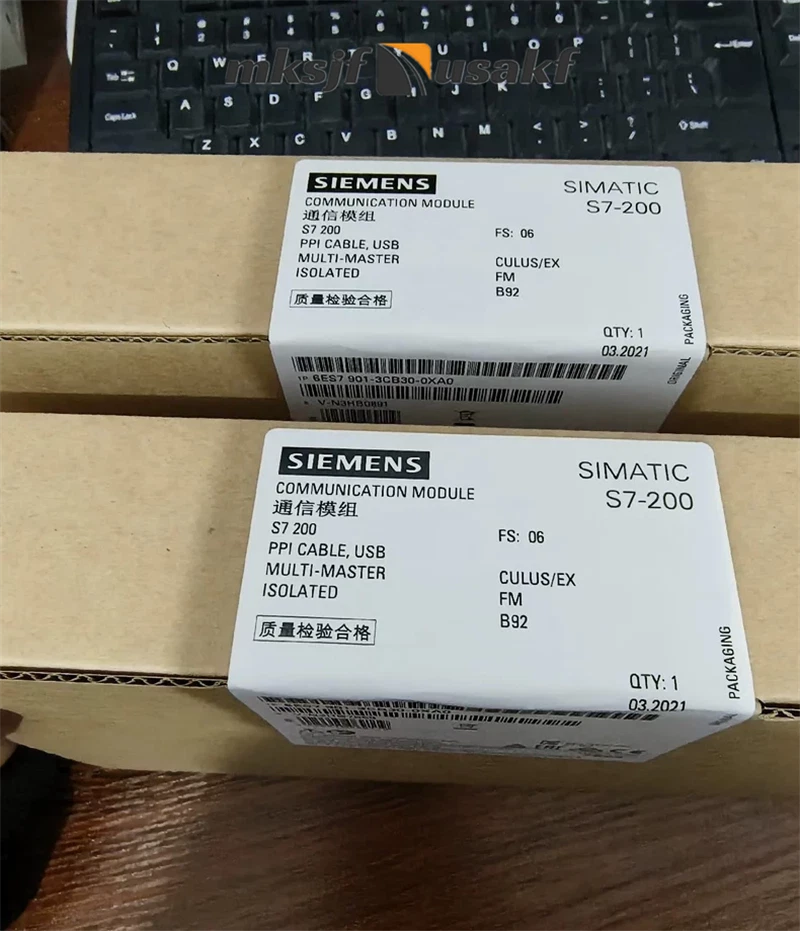 mksjf usakf
SIEMENS
COMMUNICATION MODULE
通信模组
S7 200
PPI CABLE, USB
MULTI-MASTER
ISOLATED
质量检验合格
SIMATIC
S7-200
FS: 06
CULUS/EX
FM
B92
QTY: 1
03.2021
ORIGINAL PACKAGING
1P 6ES7 901-3CB30-0XA0
SIEMENS
COMMUNICATION MODULE
通信模组
S7 200
PPI CABLE, USB
MULTI-MASTER
ISOLATED
质量检验合格
SIMATIC
S7-200
FS: 06
CULUS/EX
FM
B92
QTY: 1
03.2021
PACKAGING